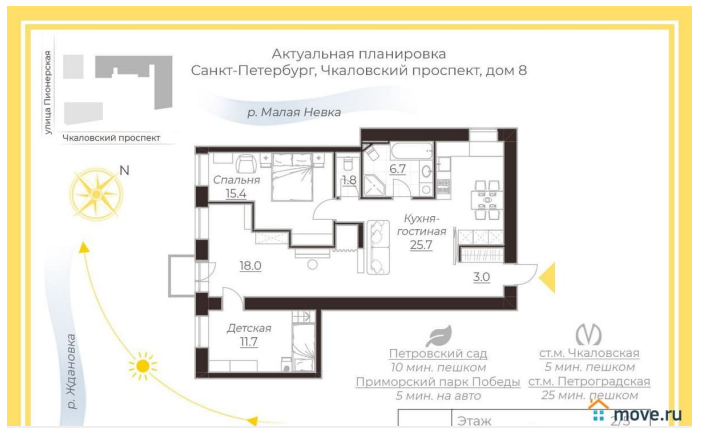 Актуальная планировка
Санкт-Петербург, Чкаловский проспект, дом 8
улица Пионерская
Чкаловский проспект
р. Малая Невка
N
Спальня
15.4
1.8
6.7
Кухня-
гостиная
25.7
18.0
3.0
Детская
11.7
р. Ждановка
Петровский сад
10 мин. пешком
Приморский парк Победы
5 мин. на авто
ст.м. Чкаловская
5 мин. пешком
ст.м. Петроградская
25 мин. пешком
Этаж
2/5
move.ru